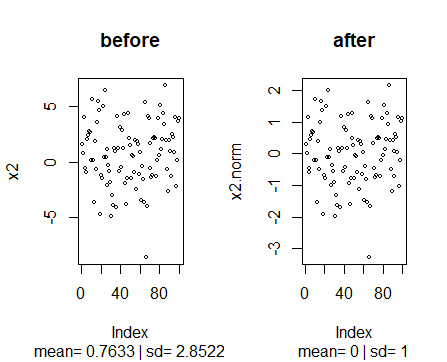 before
after
x2
5
0
-5
0
40
80
Index
mean= 0.7633 | sd= 2.8522
x2.norm
2
1
0
-1
-2
-3
0
40
80
Index
mean= 0 | sd= 1